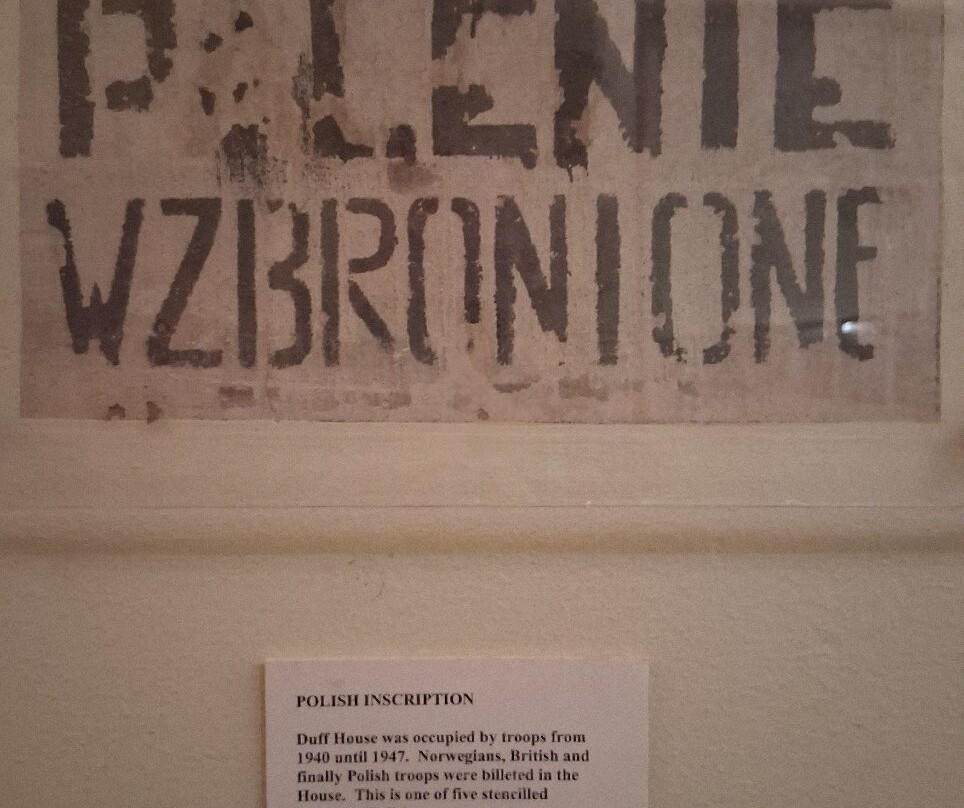 PALENIE
WZBRONIONE
POLISH INSCRIPTION
Duff House was occupied by troops from
1940 until 1947. Norwegians, British and
finally Polish troops were billeted in the
House. This is one of five stencilled